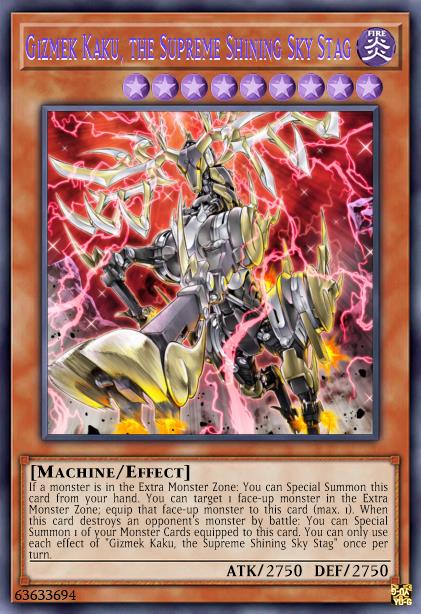 Gizmek Kaku, the Supreme Shining Sky Stag
FIRE
炎
[Machine/Effect]
If a monster is in the Extra Monster Zone: You can Special Summon this
card from your hand. You can target 1 face-up monster in the Extra
Monster Zone; equip that face-up monster to this card (max. 1). When
this card destroys an opponent's monster by battle: You can Special
Summon 1 of your Monster Cards equipped to this card. You can only use
each effect of "Gizmek Kaku, the Supreme Shining Sky Stag" once per
turn.
ATK/2750 DEF/2750
63633694